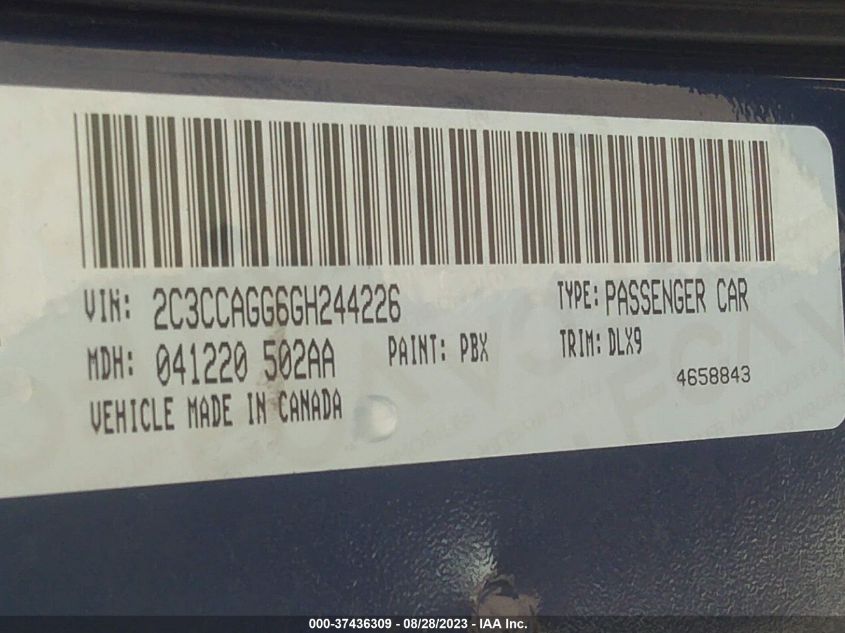 VIN: 2C3CCAGG6GH244226 TYPE: PASSENGER CAR
MDH: 041220 502AA PAINT: PBX TRIM: DLX9
4658843
VEHICLE MADE IN CANADA
000-37436309 - 08/28/2023 - IAA Inc.